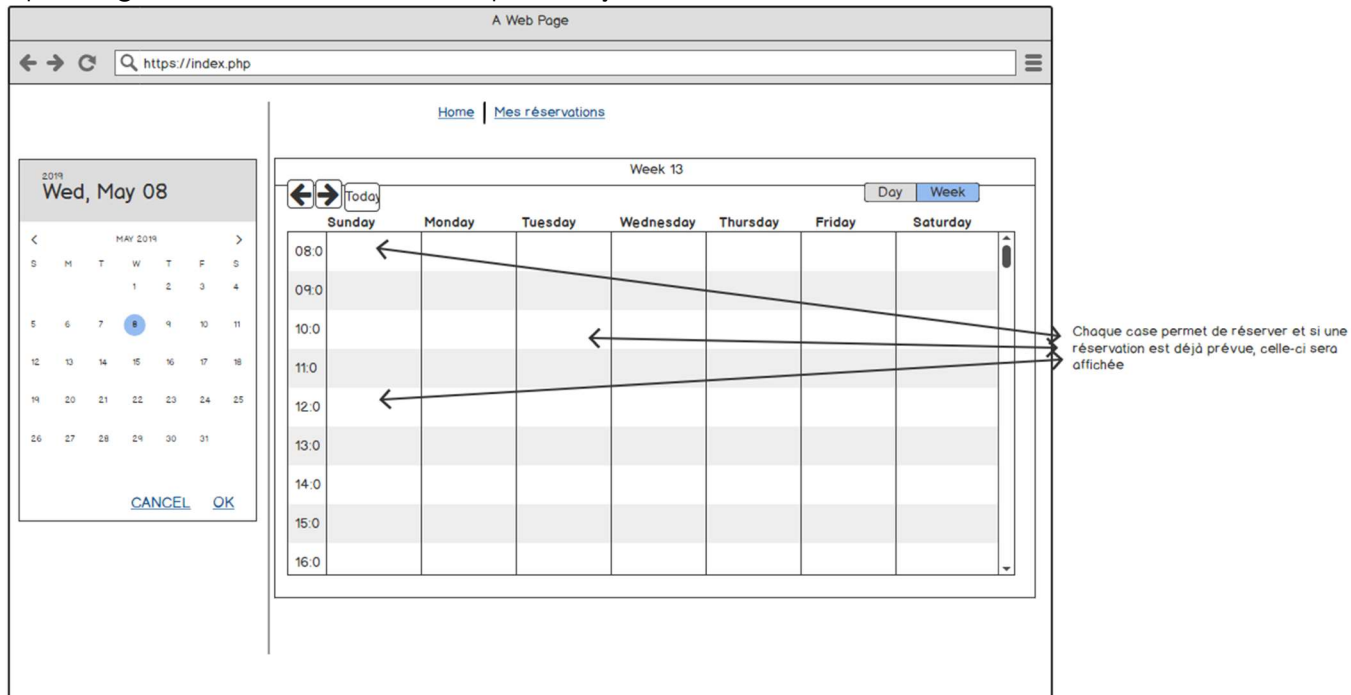 A Web Page
https://index.php
Home Mes réservations
2019
Wed, May 08
MAY 2019
S M T W T F S
1 2 3 4
5 6 7 8 9 10 11
12 13 14 15 16 17 18
19 20 21 22 23 24 25
26 27 28 29 30 31
CANCEL OK
Week 13
Today
Day Week
Sunday Monday Tuesday Wednesday Thursday Friday Saturday
08:0
09:0
10:0
11:0
12:0
13:0
14:0
15:0
16:0
Chaque case permet de réserver et si une
réservation est déjà prévue, celle-ci sera
affichée